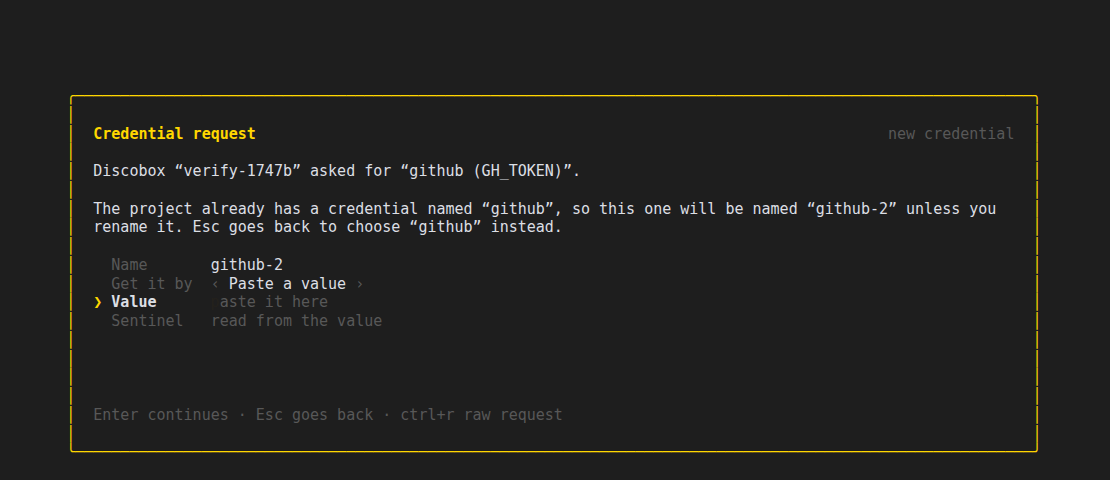 Credential request new credential
Discobox “verify-1747b” asked for “github (GH_TOKEN)”.
The project already has a credential named “github”, so this one will be named “github-2” unless you
rename it. Esc goes back to choose “github” instead.
Name github-2
Get it by ‹ Paste a value ›
❯ Value aste it here
Sentinel read from the value
Enter continues · Esc goes back · ctrl+r raw request